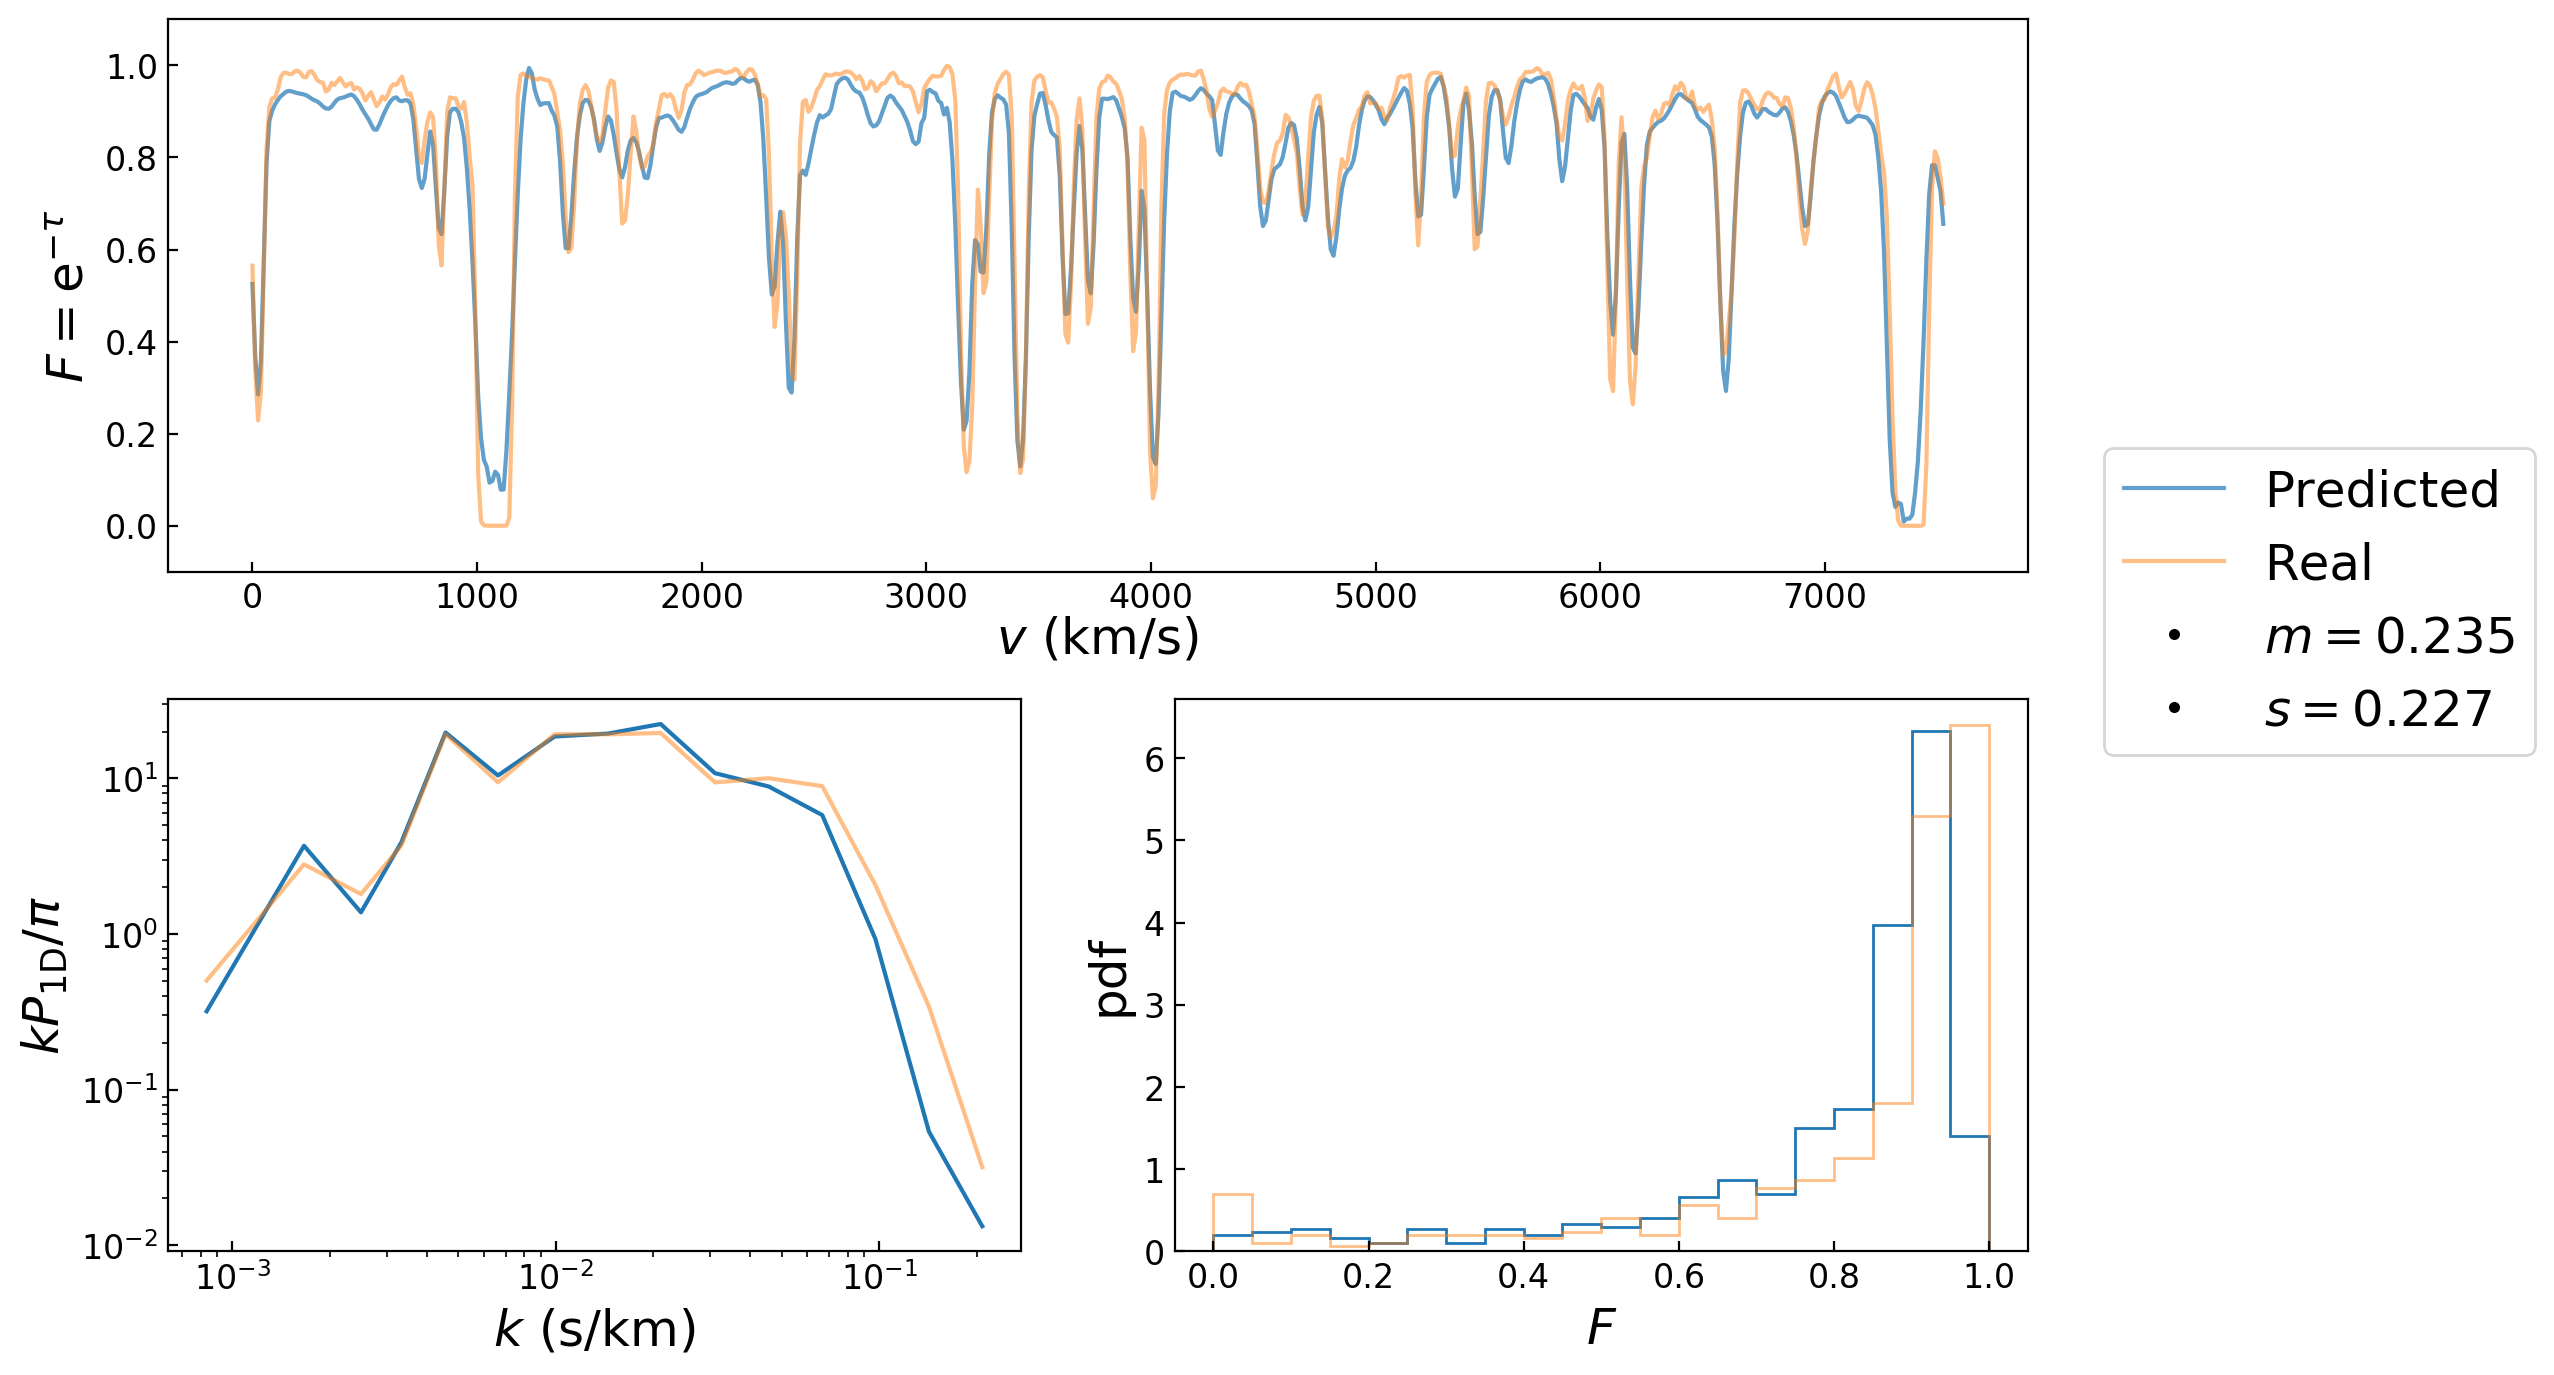 F = e^{−τ}
1.0
0.8
0.6
0.4
0.2
0.0
0 1000 2000 3000 4000 5000 6000 7000
v (km/s)
Predicted
Real
m = 0.235
s = 0.227
kP_{1D}/π
10^1
10^0
10^{−1}
10^{−2}
10^{−3} 10^{−2} 10^{−1}
k (s/km)
pdf
6
5
4
3
2
1
0
0.0 0.2 0.4 0.6 0.8 1.0
F